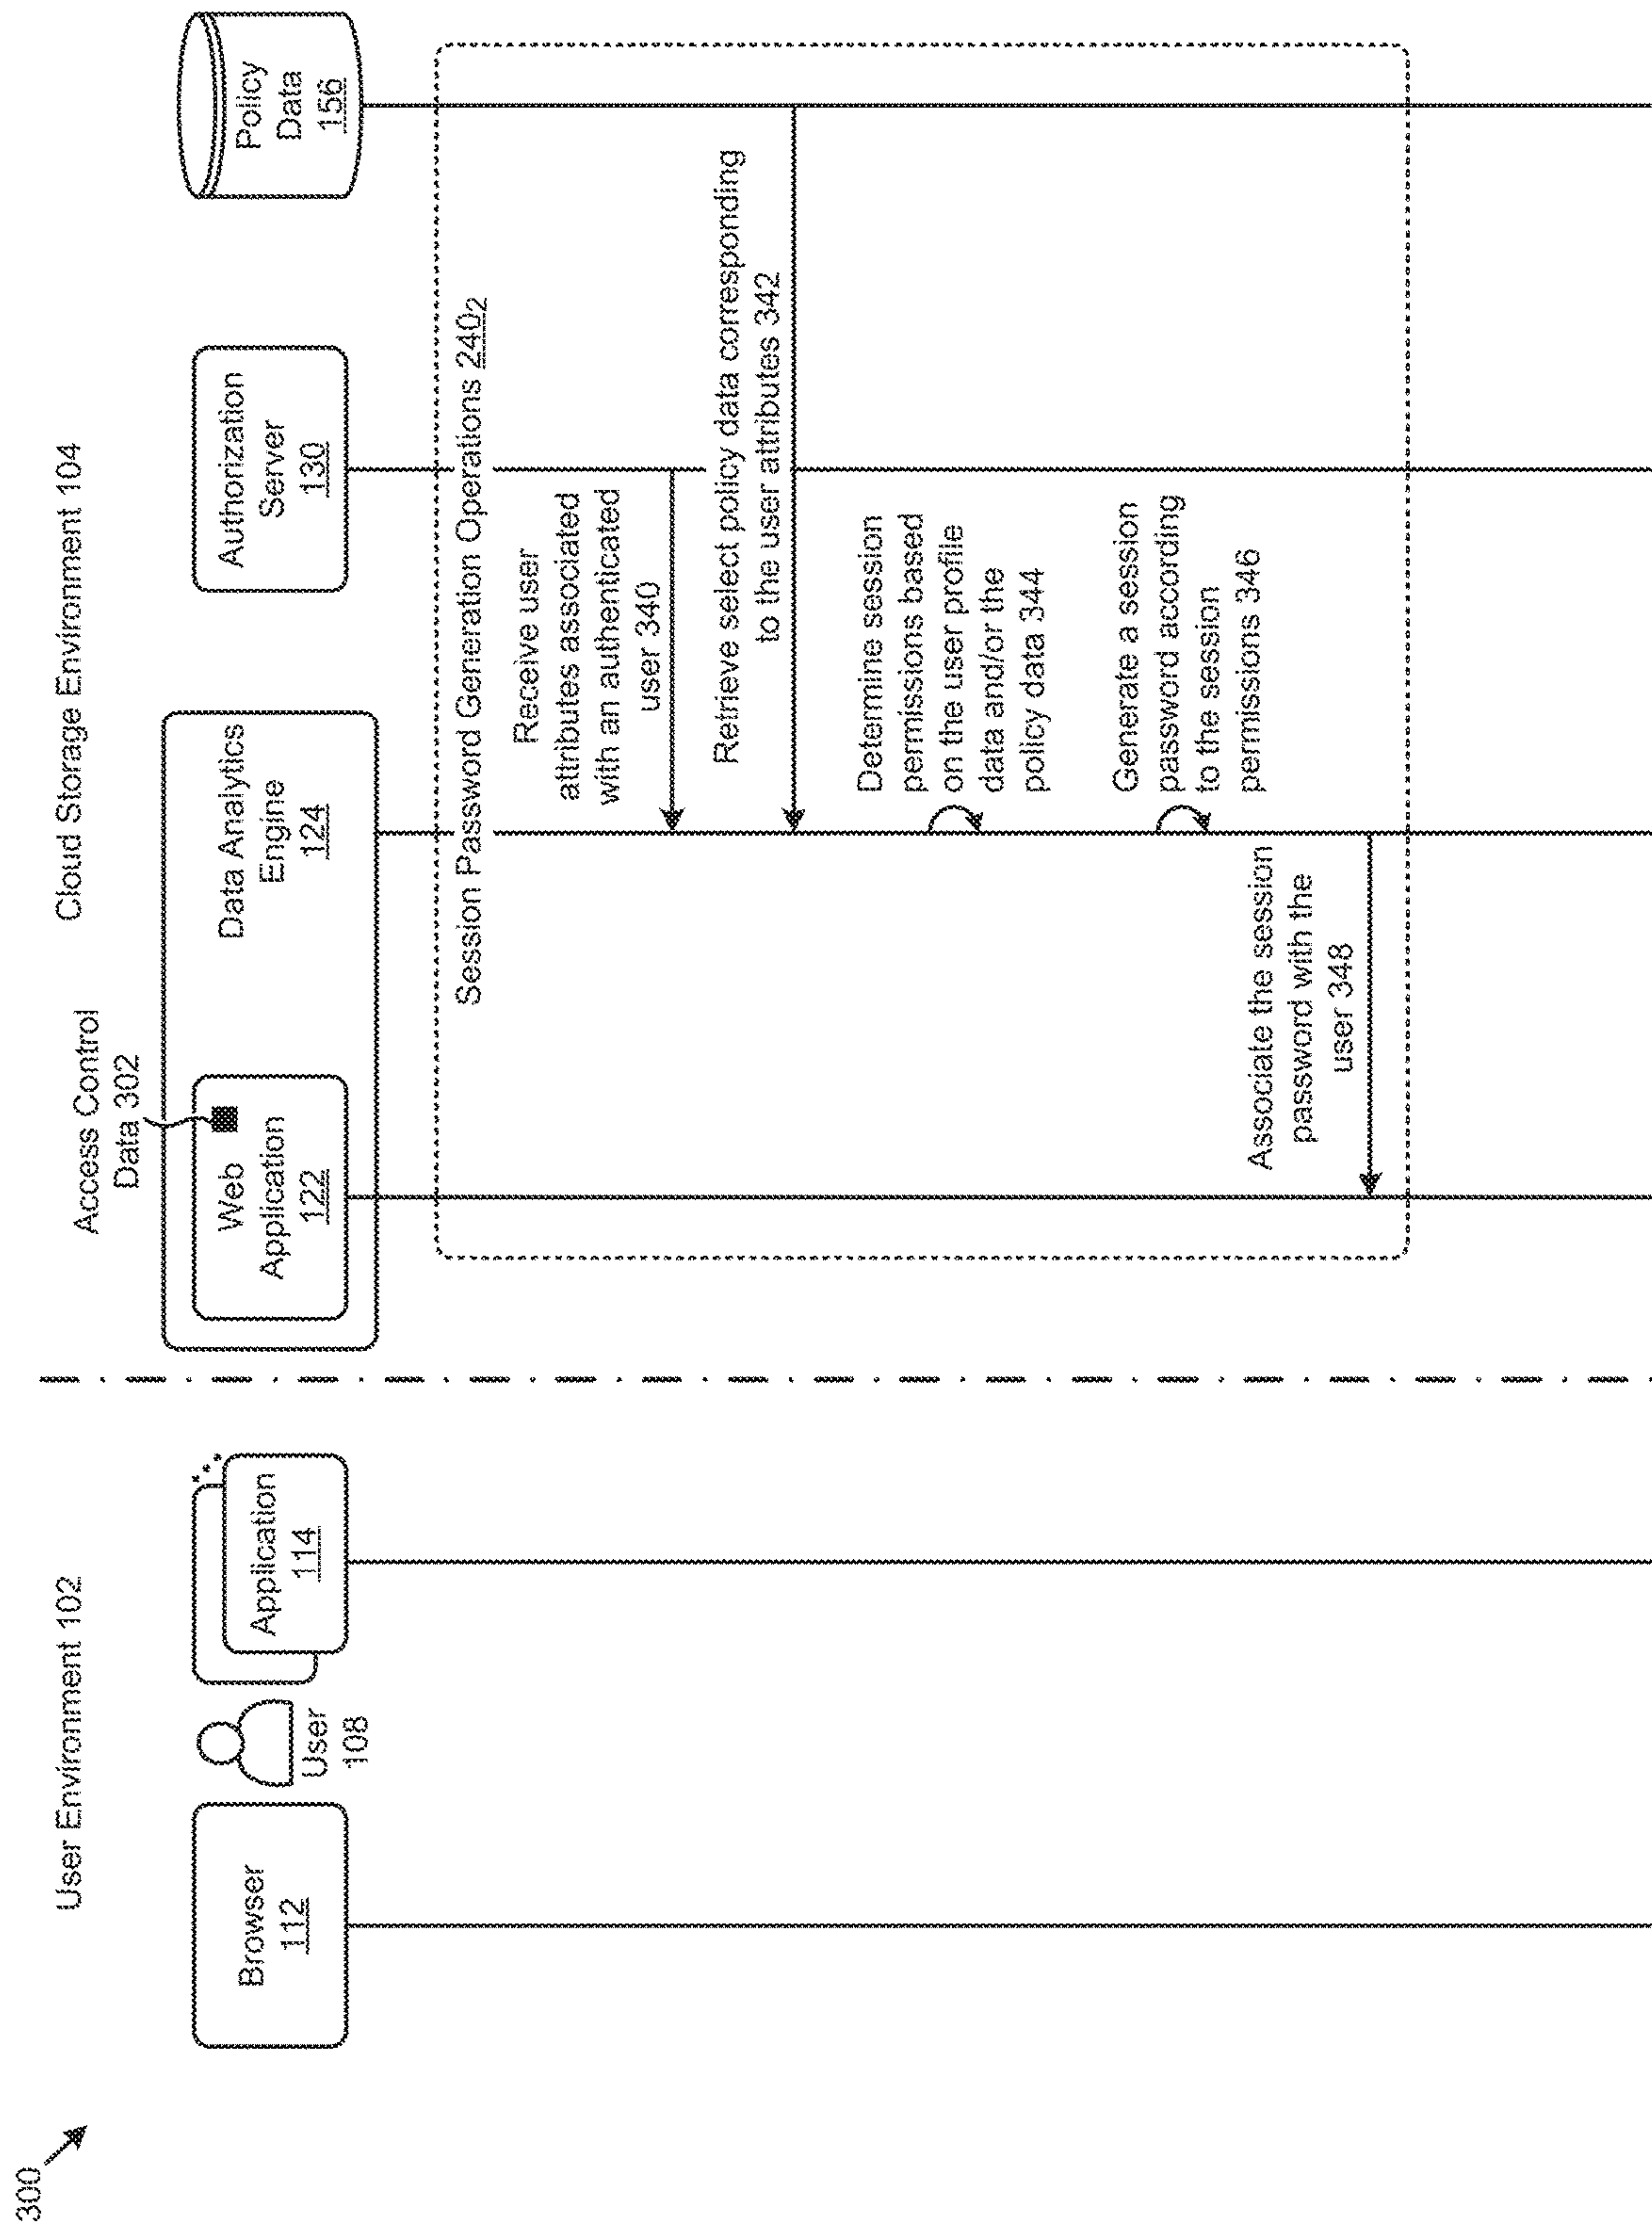 300
User Environment 102
Cloud Storage Environment 104
Access Control
Data 302
Browser
112
User
108
Application
114
Web
Application
122
Data Analytics
Engine
124
Authorization
Server
130
Policy
Data
156
Session Password Generation Operations 240₂
Receive user
attributes associated
with an authenticated
user 340
Retrieve select policy data corresponding
to the user attributes 342
Determine session
permissions based
on the user profile
data and/or the
policy data 344
Generate a session
password according
to the session
permissions 346
Associate the session
password with the
user 348